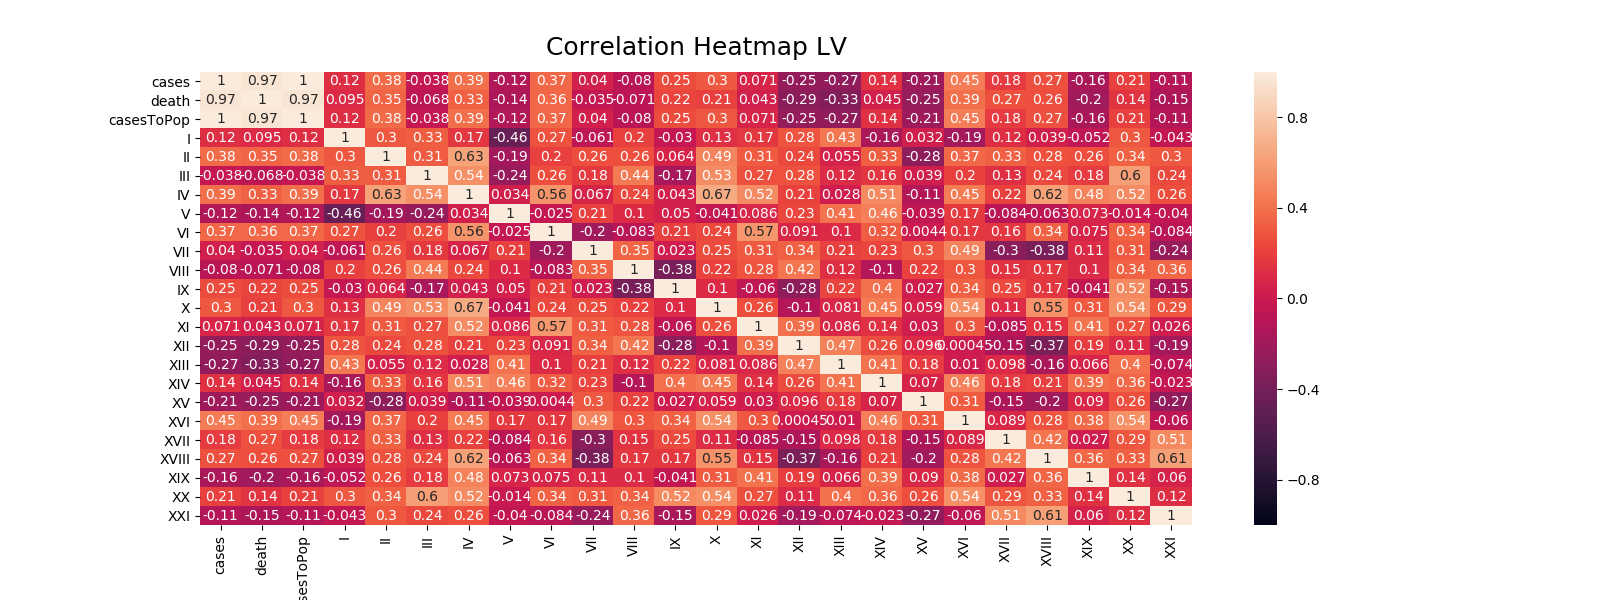 Correlation Heatmap LV
cases 1 0.97 1 0.12 0.38 -0.038 0.39 -0.12 0.37 0.04 -0.08 0.25 0.3 0.071 -0.25 -0.27 0.14 -0.21 0.45 0.18 0.27 -0.16 0.21 -0.11
death 0.97 1 0.97 0.095 0.35 -0.068 0.33 -0.14 0.36 -0.035 -0.071 0.22 0.21 0.043 -0.29 -0.33 0.045 -0.25 0.39 0.27 0.26 -0.2 0.14 -0.15
casesToPop 1 0.97 1 0.12 0.38 -0.038 0.39 -0.12 0.37 0.04 -0.08 0.25 0.3 0.071 -0.25 -0.27 0.14 -0.21 0.45 0.18 0.27 -0.16 0.21 -0.11
I 0.12 0.095 0.12 1 0.3 0.33 0.17 -0.46 0.27 -0.061 0.2 -0.03 0.13 0.17 0.28 0.43 -0.16 0.032 -0.19 0.12 0.039 -0.052 0.3 -0.043
II 0.38 0.35 0.38 0.3 1 0.31 0.63 -0.19 0.2 0.26 0.26 0.064 0.49 0.31 0.24 0.055 0.33 -0.28 0.37 0.33 0.28 0.26 0.34 0.3
III -0.038 -0.068 -0.038 0.33 0.31 1 0.54 -0.24 0.26 0.18 0.44 -0.17 0.53 0.27 0.28 0.12 0.16 0.039 0.2 0.13 0.24 0.18 0.6 0.24
IV 0.39 0.33 0.39 0.17 0.63 0.54 1 0.034 0.56 0.067 0.24 0.043 0.67 0.52 0.21 0.028 0.51 -0.11 0.45 0.22 0.62 0.48 0.52 0.26
V -0.12 -0.14 -0.12 -0.46 -0.19 -0.24 0.034 1 -0.025 0.21 0.1 0.05 -0.041 0.086 0.23 0.41 0.46 -0.039 0.17 -0.084 -0.063 0.073 -0.014 -0.04
VI 0.37 0.36 0.37 0.27 0.2 0.26 0.56 -0.025 1 -0.2 -0.083 0.21 0.24 0.57 0.091 0.1 0.32 0.0044 0.17 0.16 0.34 0.075 0.34 -0.084
VII 0.04 -0.035 0.04 -0.061 0.26 0.18 0.067 0.21 -0.2 1 0.35 0.023 0.25 0.31 0.34 0.21 0.23 0.3 0.49 -0.3 -0.38 0.11 0.31 -0.24
VIII -0.08 -0.071 -0.08 0.2 0.26 0.44 0.24 0.1 -0.083 0.35 1 -0.38 0.22 0.28 0.42 0.12 -0.1 0.22 0.3 0.15 0.17 0.1 0.34 0.36
IX 0.25 0.22 0.25 -0.03 0.064 -0.17 0.043 0.05 0.21 0.023 -0.38 1 0.1 -0.06 -0.28 0.22 0.4 0.027 0.34 0.25 0.17 -0.041 0.52 -0.15
X 0.3 0.21 0.3 0.13 0.49 0.53 0.67 -0.041 0.24 0.25 0.22 0.1 1 0.26 -0.1 0.081 0.45 0.059 0.54 0.11 0.55 0.31 0.54 0.29
XI 0.071 0.043 0.071 0.17 0.31 0.27 0.52 0.086 0.57 0.31 0.28 -0.06 0.26 1 0.39 0.086 0.14 0.03 0.3 -0.085 0.15 0.41 0.27 0.026
XII -0.25 -0.29 -0.25 0.28 0.24 0.28 0.21 0.23 0.091 0.34 0.42 -0.28 -0.1 0.39 1 0.47 0.26 0.096 0.00045 -0.15 -0.37 0.19 0.11 -0.19
XIII -0.27 -0.33 -0.27 0.43 0.055 0.12 0.028 0.41 0.1 0.21 0.12 0.22 0.081 0.086 0.47 1 0.41 0.18 0.01 0.098 -0.16 0.066 0.4 -0.074
XIV 0.14 0.045 0.14 -0.16 0.33 0.16 0.51 0.46 0.32 0.23 -0.1 0.4 0.45 0.14 0.26 0.41 1 0.07 0.46 0.18 0.21 0.39 0.36 -0.023
XV -0.21 -0.25 -0.21 0.032 -0.28 0.039 -0.11 -0.039 0.0044 0.3 0.22 0.027 0.059 0.03 0.096 0.18 0.07 1 0.31 -0.15 -0.2 0.09 0.26 -0.27
XVI 0.45 0.39 0.45 -0.19 0.37 0.2 0.45 0.17 0.17 0.49 0.3 0.34 0.54 0.3 0.00045 0.01 0.46 0.31 1 0.089 0.28 0.38 0.54 -0.06
XVII 0.18 0.27 0.18 0.12 0.33 0.13 0.22 -0.084 0.16 -0.3 0.15 0.25 0.11 -0.085 -0.15 0.098 0.18 -0.15 0.089 1 0.42 0.027 0.29 0.51
XVIII 0.27 0.26 0.27 0.039 0.28 0.24 0.62 -0.063 0.34 -0.38 0.17 0.17 0.55 0.15 -0.37 -0.16 0.21 -0.2 0.28 0.42 1 0.36 0.33 0.61
XIX -0.16 -0.2 -0.16 -0.052 0.26 0.18 0.48 0.073 0.075 0.11 0.1 -0.041 0.31 0.41 0.19 0.066 0.39 0.09 0.38 0.027 0.36 1 0.14 0.06
XX 0.21 0.14 0.21 0.3 0.34 0.6 0.52 -0.014 0.34 0.31 0.34 0.52 0.54 0.27 0.11 0.4 0.36 0.26 0.54 0.29 0.33 0.14 1 0.12
XXI -0.11 -0.15 -0.11 -0.043 0.3 0.24 0.26 -0.04 -0.084 -0.24 0.36 -0.15 0.29 0.026 -0.19 -0.074 -0.023 -0.27 -0.06 0.51 0.61 0.06 0.12 1
cases death sesToPop I II III IV V VI VII VIII IX X XI XII XIII XIV XV XVI XVII XVIII XIX XX XXI
0.8
0.4
0.0
−0.4
−0.8